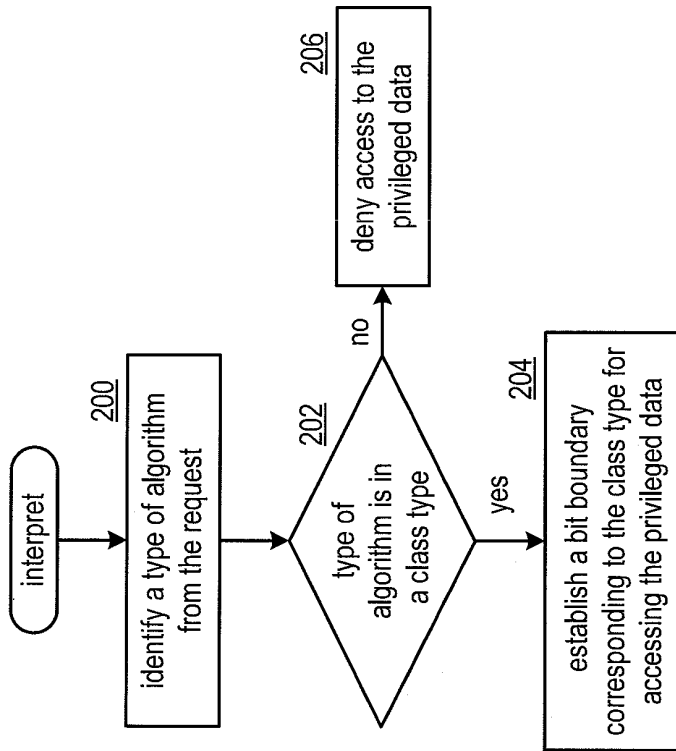 interpret
200
identify a type of algorithm
from the request
202
type of
algorithm is in
a class type
no
206
deny access to the
privileged data
yes
204
establish a bit boundary
corresponding to the class type for
accessing the privileged data